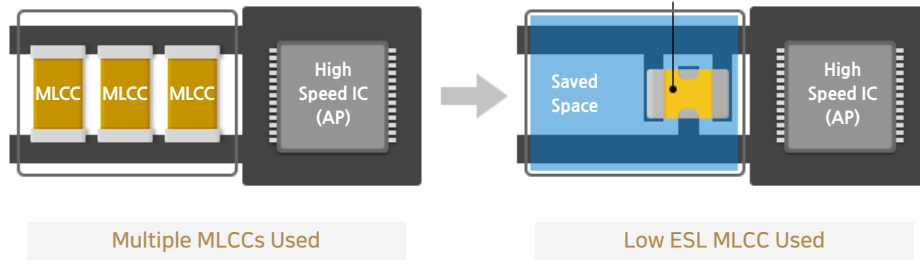 MLCC MLCC MLCC
High
Speed IC
(AP)
Saved
Space
High
Speed IC
(AP)
Multiple MLCCs Used
Low ESL MLCC Used